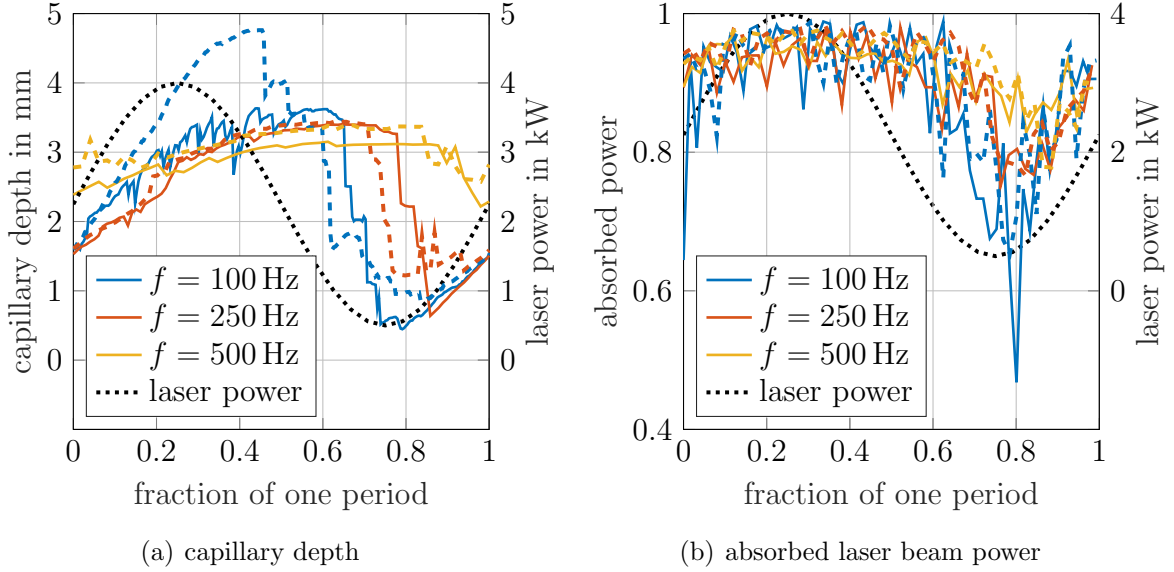 5
4
3
2
1
0
capillary depth in mm
5
4
3
2
1
0
laser power in kW
f = 100 Hz
f = 250 Hz
f = 500 Hz
laser power
0 0.2 0.4 0.6 0.8 1
fraction of one period
(a) capillary depth
1
0.8
0.6
0.4
absorbed power
4
2
0
laser power in kW
f = 100 Hz
f = 250 Hz
f = 500 Hz
laser power
0 0.2 0.4 0.6 0.8 1
fraction of one period
(b) absorbed laser beam power